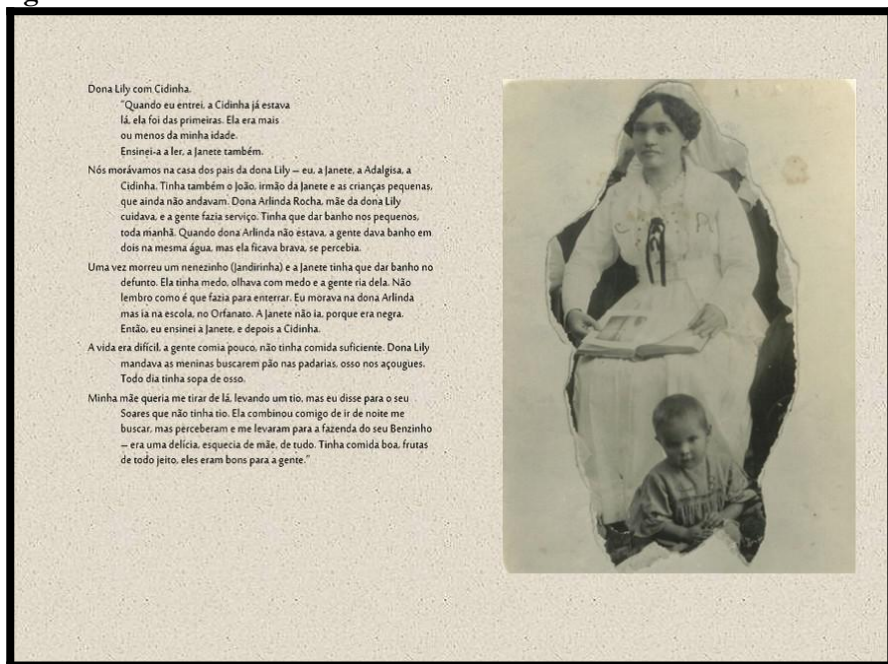 Dona Lily com Cidinha.
"Quando eu entrei, a Cidinha já estava
lá, ela foi das primeiras. Ela era mais
ou menos da minha idade.
Ensinei-a a ler, a Janete também.
Nós morávamos na casa dos pais da dona Lily — eu, a Janete, a Adalgisa, a
Cidinha. Tinha também o João, irmão da Janete e as crianças pequenas,
que ainda não andavam. Dona Arlinda Rocha, mãe da dona Lily
cuidava, e a gente fazia serviço. Tinha que dar banho nos pequenos,
toda manhã. Quando dona Arlinda não estava, a gente dava banho em
dois na mesma água, mas ela ficava brava, se percebia.
Uma vez morreu um nenezinho (Jandirinha) e a Janete tinha que dar banho no
defunto. Ela tinha medo, olhava com medo e a gente ria dela. Não
lembro como é que fazia para enterrar. Eu morava na dona Arlinda
mas ia na escola, no Orfanato. A Janete não ia, porque era negra.
Então, eu ensinei a Janete, e depois a Cidinha.
A vida era difícil, a gente comia pouco, não tinha comida suficiente. Dona Lily
mandava as meninas buscarem pão nas padarias, osso nos açougues.
Todo dia tinha sopa de osso.
Minha mãe queria me tirar de lá, levando um tio, mas eu disse para o seu
Soares que não tinha tio. Ela combinou comigo de ir de noite me
buscar, mas perceberam e me levaram para a fazenda do seu Benzinho
— era uma delícia, esquecia de mãe, de tudo. Tinha comida boa, frutas
de todo jeito, eles eram bons para a gente."